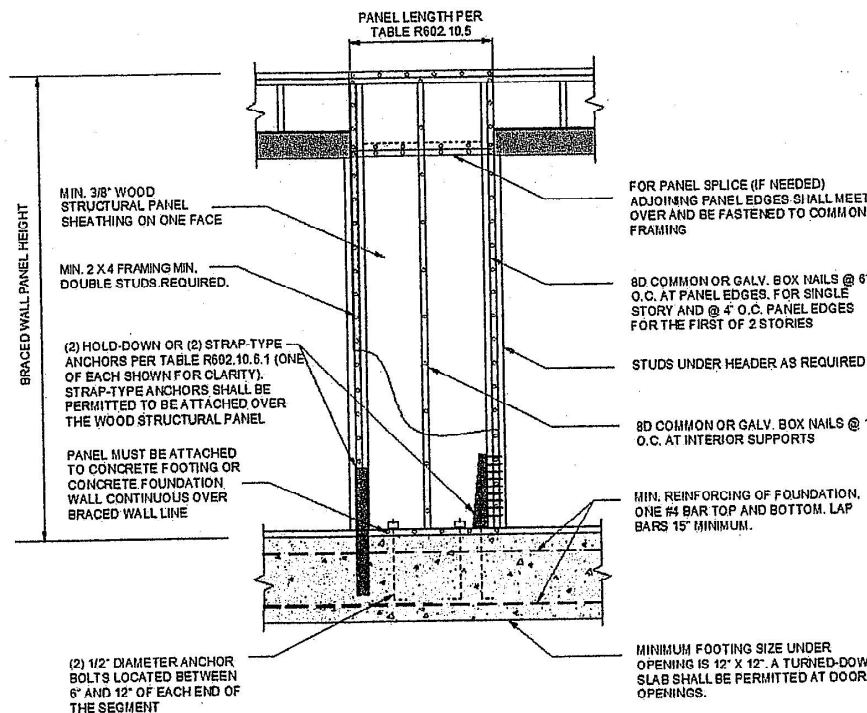 PANEL LENGTH PER
TABLE R602.10.5
BRACED WALL PANEL HEIGHT
MIN. 3/8" WOOD
STRUCTURAL PANEL
SHEATHING ON ONE FACE
MIN. 2 X 4 FRAMING MIN.
DOUBLE STUDS REQUIRED.
(2) HOLD-DOWN OR (2) STRAP-TYPE
ANCHORS PER TABLE R602.10.6.1 (ONE
OF EACH SHOWN FOR CLARITY).
STRAP-TYPE ANCHORS SHALL BE
PERMITTED TO BE ATTACHED OVER
THE WOOD STRUCTURAL PANEL
PANEL MUST BE ATTACHED
TO CONCRETE FOOTING OR
CONCRETE FOUNDATION
WALL CONTINUOUS OVER
BRACED WALL LINE
(2) 1/2" DIAMETER ANCHOR
BOLTS LOCATED BETWEEN
6" AND 12" OF EACH END OF
THE SEGMENT
FOR PANEL SPLICE (IF NEEDED)
ADJOINING PANEL EDGES SHALL MEET
OVER AND BE FASTENED TO COMMON
FRAMING
8D COMMON OR GALV. BOX NAILS @ 6"
O.C. AT PANEL EDGES. FOR SINGLE
STORY AND @ 4" O.C. PANEL EDGES
FOR THE FIRST OF 2 STORIES
STUDS UNDER HEADER AS REQUIRED
8D COMMON OR GALV. BOX NAILS @
O.C. AT INTERIOR SUPPORTS
MIN. REINFORCING OF FOUNDATION,
ONE #4 BAR TOP AND BOTTOM. LAP
BARS 15" MINIMUM.
MINIMUM FOOTING SIZE UNDER
OPENING IS 12" X 12". A TURNED-DOW
SLAB SHALL BE PERMITTED AT DOOR
OPENINGS.